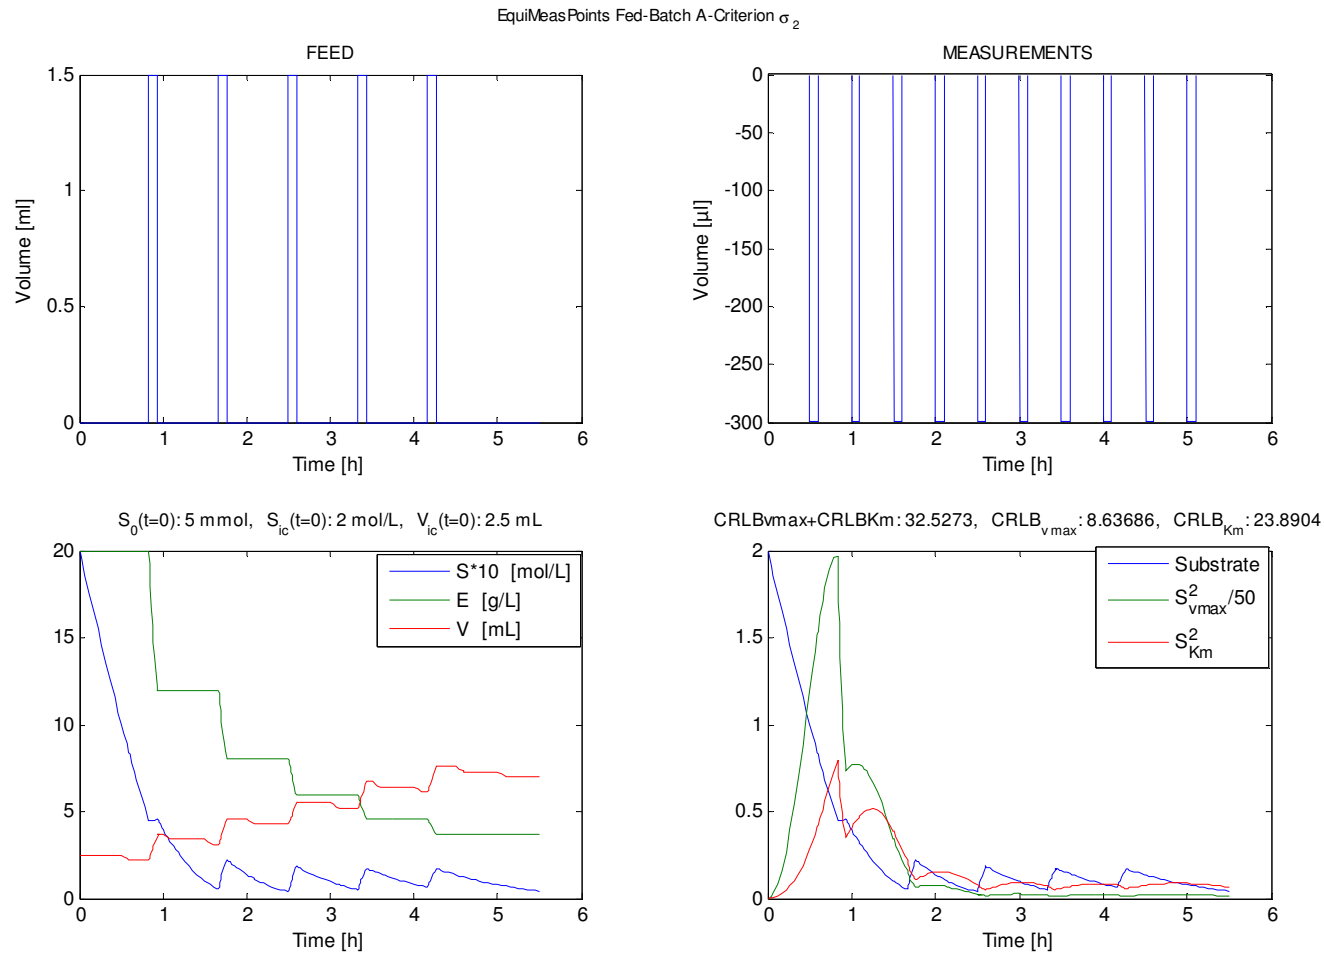 EquiMeasPoints Fed-Batch A-Criterion σ2
FEED
1.5
1
0.5
0
Volume [ml]
0 1 2 3 4 5 6
Time [h]
MEASUREMENTS
0
-50
-100
-150
-200
-250
-300
Volume [µl]
0 1 2 3 4 5 6
Time [h]
S0(t=0): 5 mmol, Sic(t=0): 2 mol/L, Vic(t=0): 2.5 mL
20
15
10
5
0
S*10 [mol/L]
E [g/L]
V [mL]
0 1 2 3 4 5 6
Time [h]
CRLBvmax+CRLBKm: 32.5273, CRLBvmax: 8.63686, CRLBKm: 23.8904
2
1.5
1
0.5
0
Substrate
S²vmax/50
S²Km
0 1 2 3 4 5 6
Time [h]